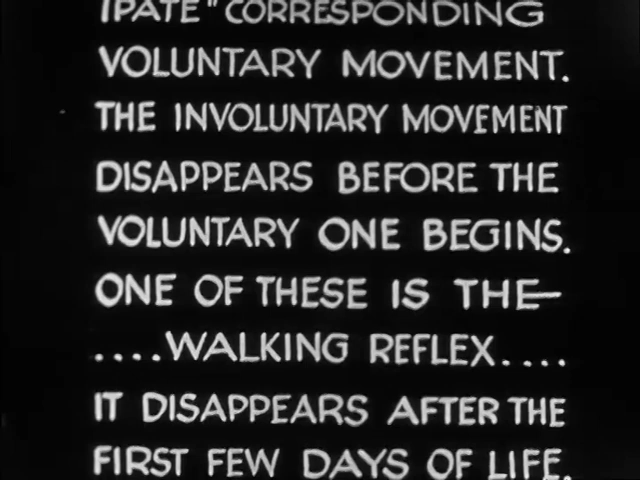 IPATE" CORRESPONDING
VOLUNTARY MOVEMENT.
THE INVOLUNTARY MOVEMENT
DISAPPEARS BEFORE THE
VOLUNTARY ONE BEGINS.
ONE OF THESE IS THE—
....WALKING REFLEX....
IT DISAPPEARS AFTER THE
FIRST FEW DAYS OF LIFE.